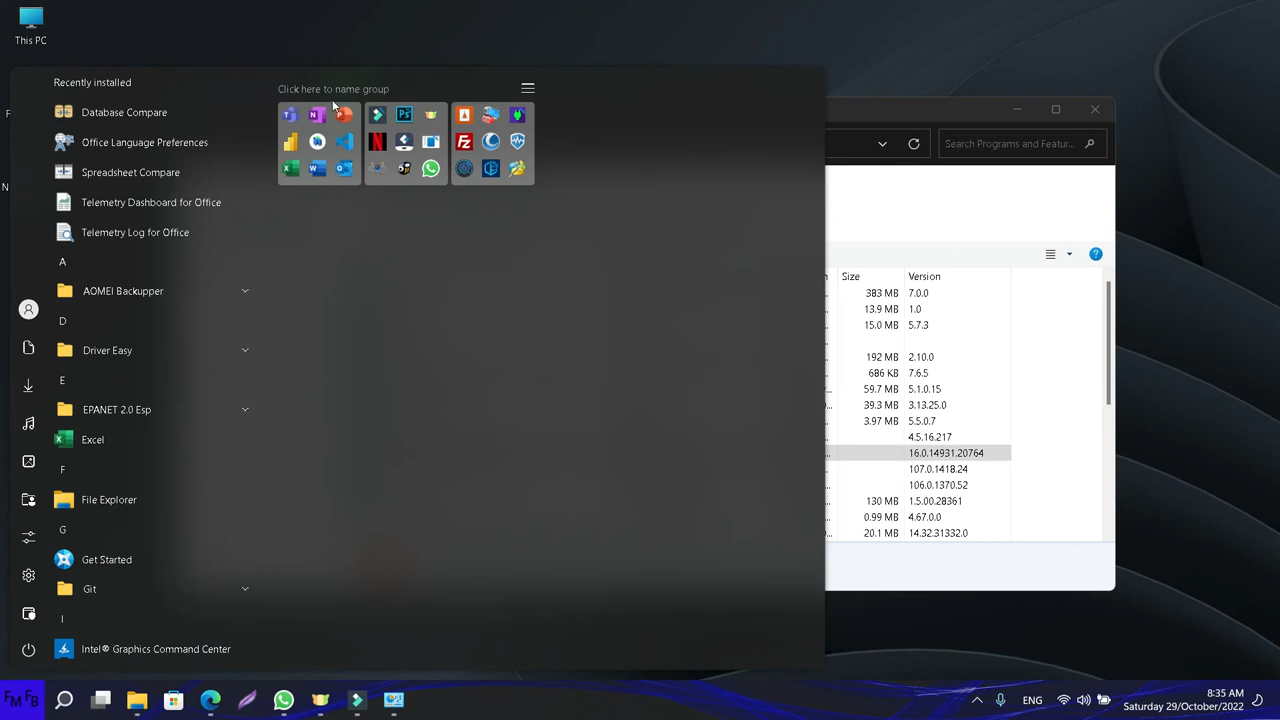 This PC
Recently installed
Database Compare
Office Language Preferences
Spreadsheet Compare
Telemetry Dashboard for Office
Telemetry Log for Office
A
AOMEI Backupper
D
Driver Easy
E
EPANET 2.0 Esp
Excel
F
File Explorer
G
Get Started
Git
I
Intel® Graphics Command Center
Click here to name group
Search Programs and Featur...
Size Version
383 MB 7.0.0
13.9 MB 1.0
15.0 MB 5.7.3
192 MB 2.10.0
686 KB 7.6.5
59.7 MB 5.1.0.15
39.3 MB 3.13.25.0
3.97 MB 5.5.0.7
4.5.16.217
16.0.14931.20764
107.0.1418.24
106.0.1370.52
130 MB 1.5.00.28361
0.99 MB 4.67.0.0
20.1 MB 14.32.31332.0
FM FB
ENG
8:35 AM
Saturday 29/October/2022